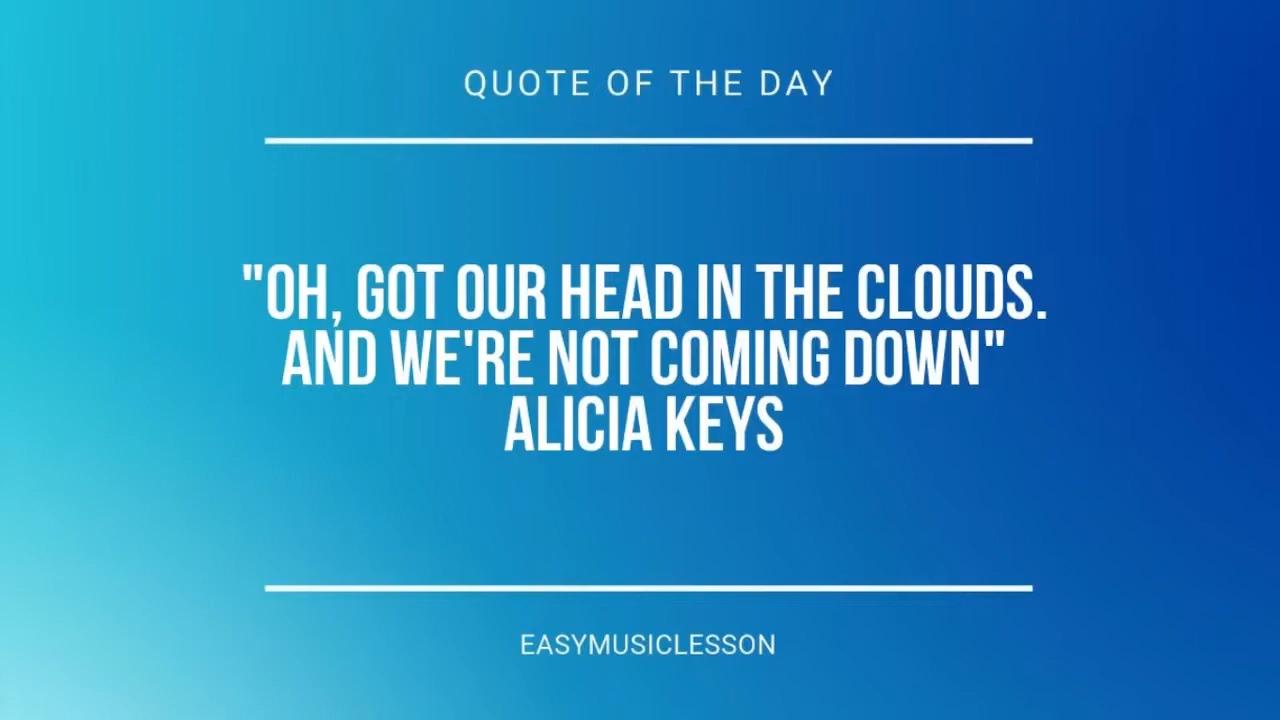 QUOTE OF THE DAY
"OH, GOT OUR HEAD IN THE CLOUDS.
AND WE'RE NOT COMING DOWN"
ALICIA KEYS
EASYMUSICLESSON